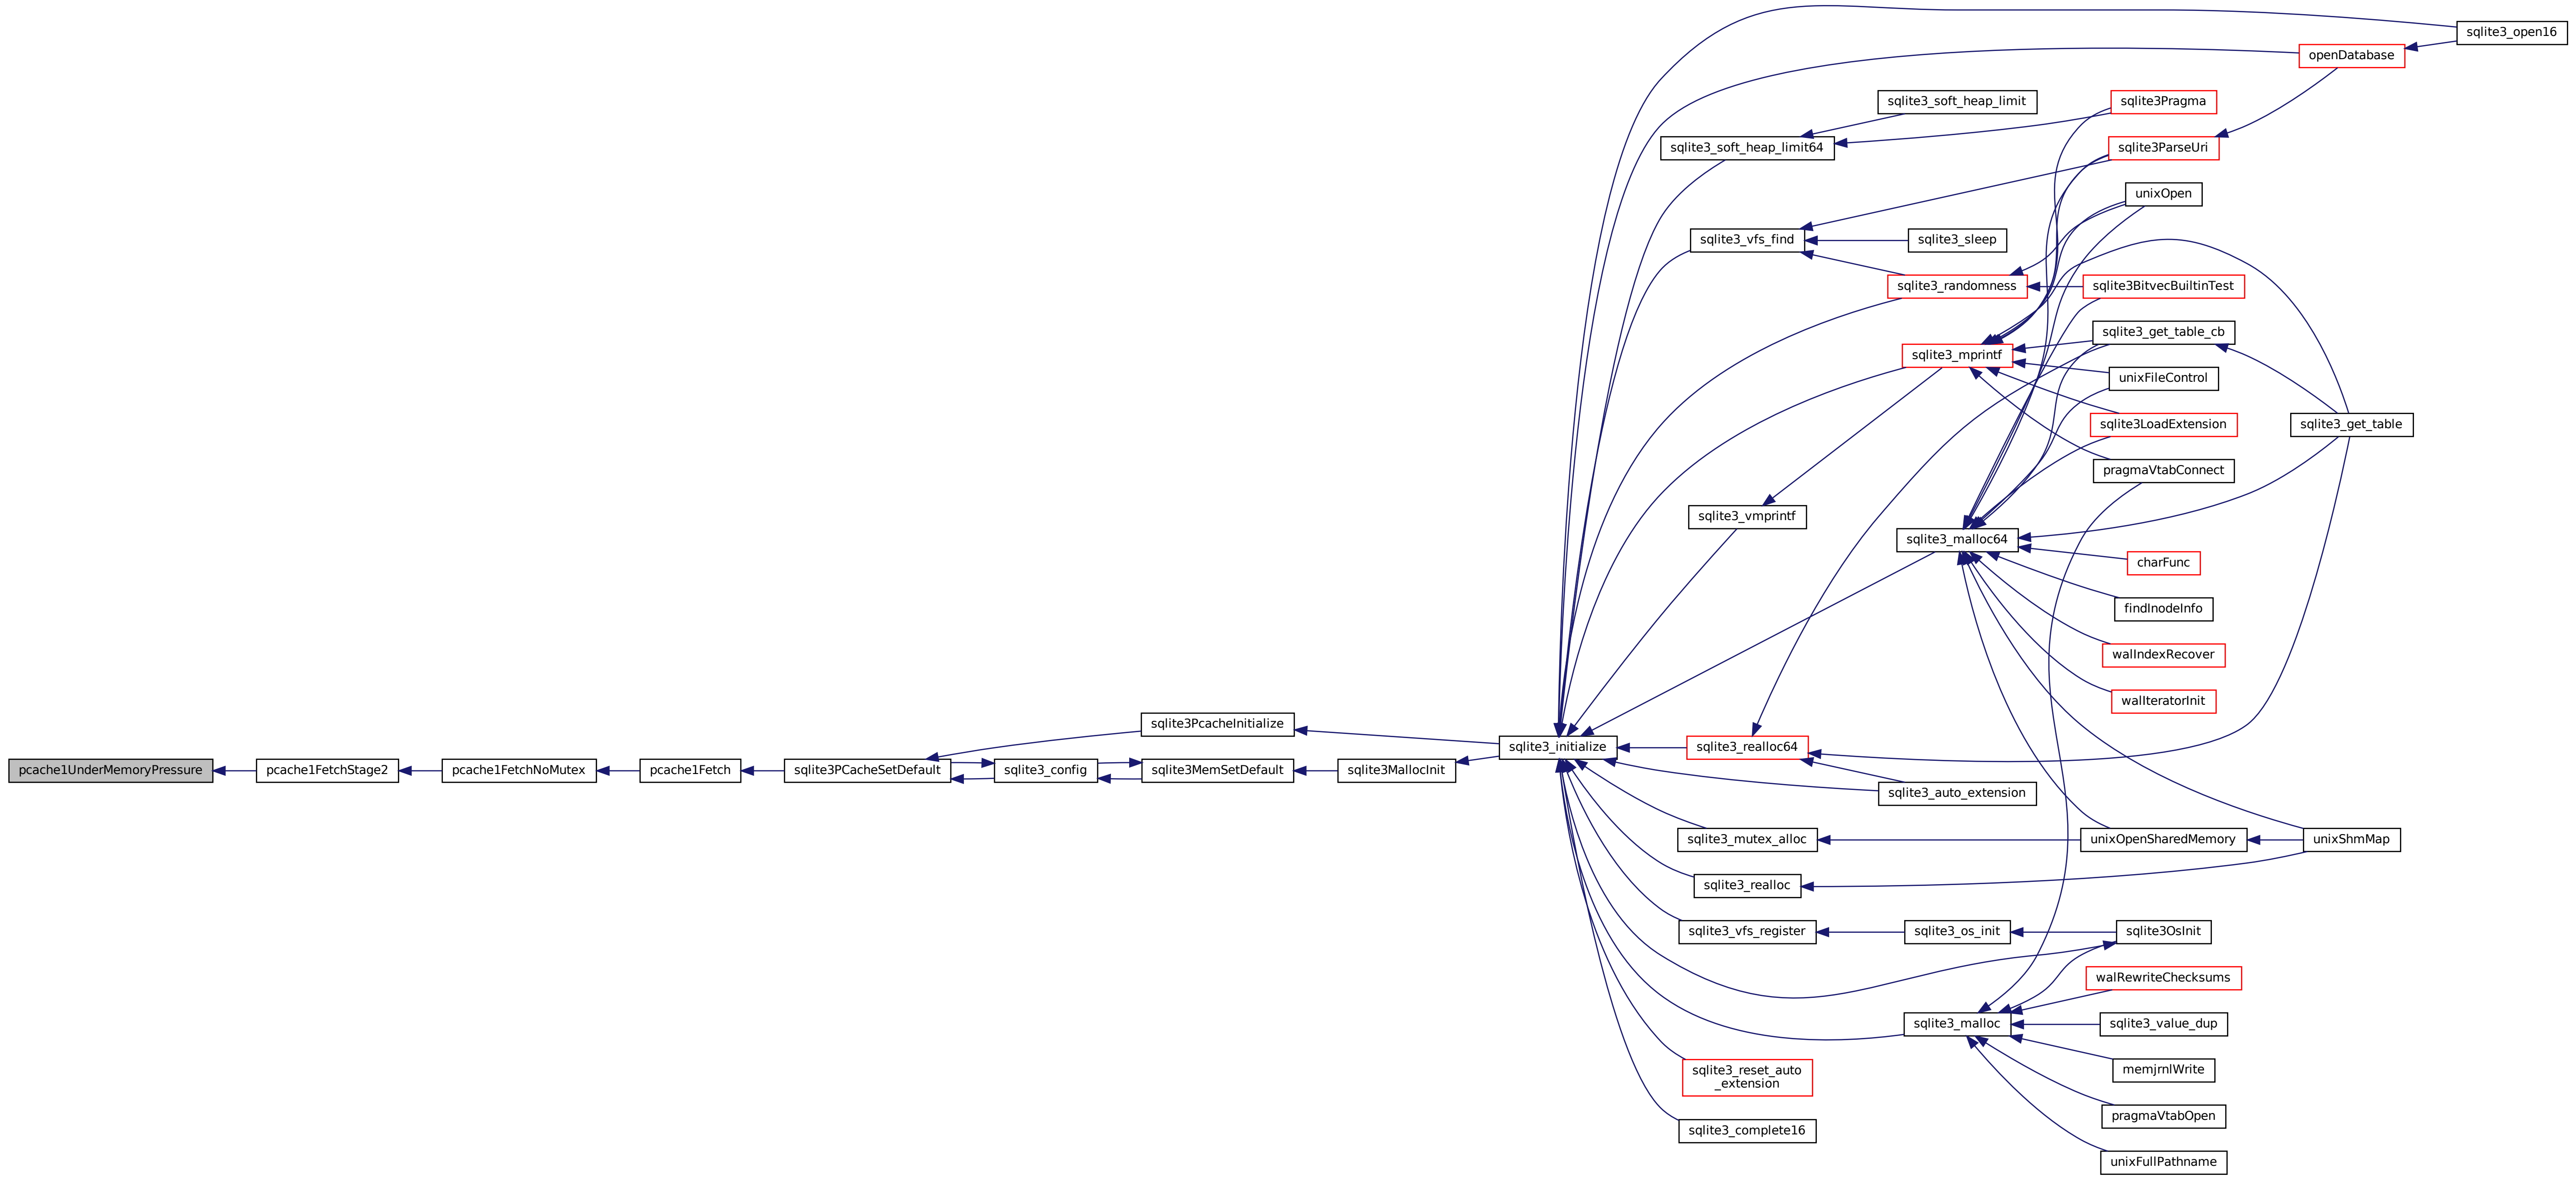 sqlite3_open16
openDatabase
sqlite3_soft_heap_limit
sqlite3Pragma
sqlite3_soft_heap_limit64
sqlite3ParseUri
unixOpen
sqlite3_vfs_find
sqlite3_sleep
sqlite3_randomness
sqlite3BitvecBuiltinTest
sqlite3_get_table_cb
sqlite3_mprintf
unixFileControl
sqlite3LoadExtension
sqlite3_get_table
pragmaVtabConnect
sqlite3_vmprintf
sqlite3_malloc64
charFunc
findInodeInfo
walIndexRecover
walIteratorInit
sqlite3PcacheInitialize
sqlite3_initialize
sqlite3_realloc64
pcache1UnderMemoryPressure
pcache1FetchStage2
pcache1FetchNoMutex
pcache1Fetch
sqlite3PCacheSetDefault
sqlite3_config
sqlite3MemSetDefault
sqlite3MallocInit
sqlite3_auto_extension
sqlite3_mutex_alloc
unixOpenSharedMemory
unixShmMap
sqlite3_realloc
sqlite3_vfs_register
sqlite3_os_init
sqlite3OsInit
walRewriteChecksums
sqlite3_malloc
sqlite3_value_dup
sqlite3_reset_auto
_extension
memjrnlWrite
pragmaVtabOpen
sqlite3_complete16
unixFullPathname